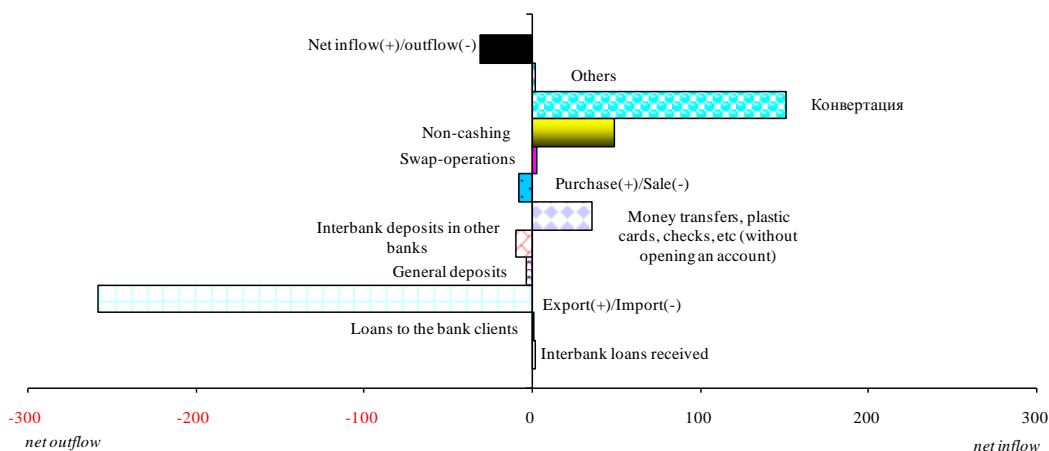 Net inflow(+)/outflow(-)
Others
Конвертация
Non-cashing
Swap-operations
Purchase(+)/Sale(-)
Money transfers, plastic
cards, checks, etc (without
opening an account)
Interbank deposits in other
banks
General deposits
Export(+)/Import(-)
Loans to the bank clients
Interbank loans received
-300 -200 -100 0 100 200 300
net outflow net inflow